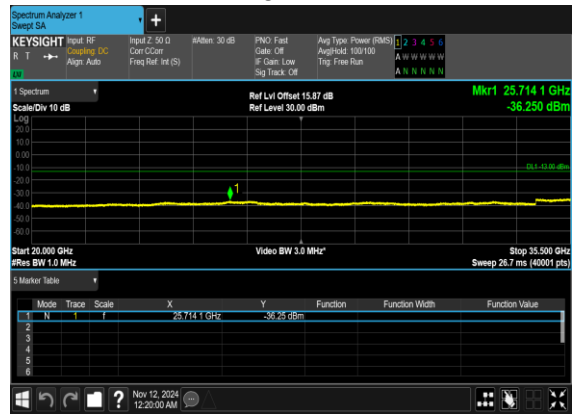 Spectrum Analyzer 1
Swept SA
+
KEYSIGHT Input: RF Input Z: 50 Ω #Atten: 30 dB PNO: Fast Avg Type: Power (RMS) 1 2 3 4 5 6
R T Coupling: DC Corr CCorr Gate: Off Avg|Hold: 100/100 A W W W W W
Align: Auto Freq Ref: Int (S) IF Gain: Low Trig: Free Run
LW Sig Track: Off A N N N N N
1 Spectrum Ref Lvl Offset 15.87 dB Mkr1 25.714 1 GHz
Scale/Div 10 dB Ref Level 30.00 dBm -36.250 dBm
Log
20.0
10.0
0.00
-10.0 DL1 -13.00 dBm
-20.0
-30.0 1
-40.0
-50.0
-60.0
Start 20.000 GHz Video BW 3.0 MHz* Stop 35.500 GHz
#Res BW 1.0 MHz Sweep 26.7 ms (40001 pts)
5 Marker Table
Mode Trace Scale X Y Function Function Width Function Value
1 N 1 f 25.714 1 GHz -36.25 dBm
2
3
4
5
6
? Nov 12, 2024
12:20:00 AM